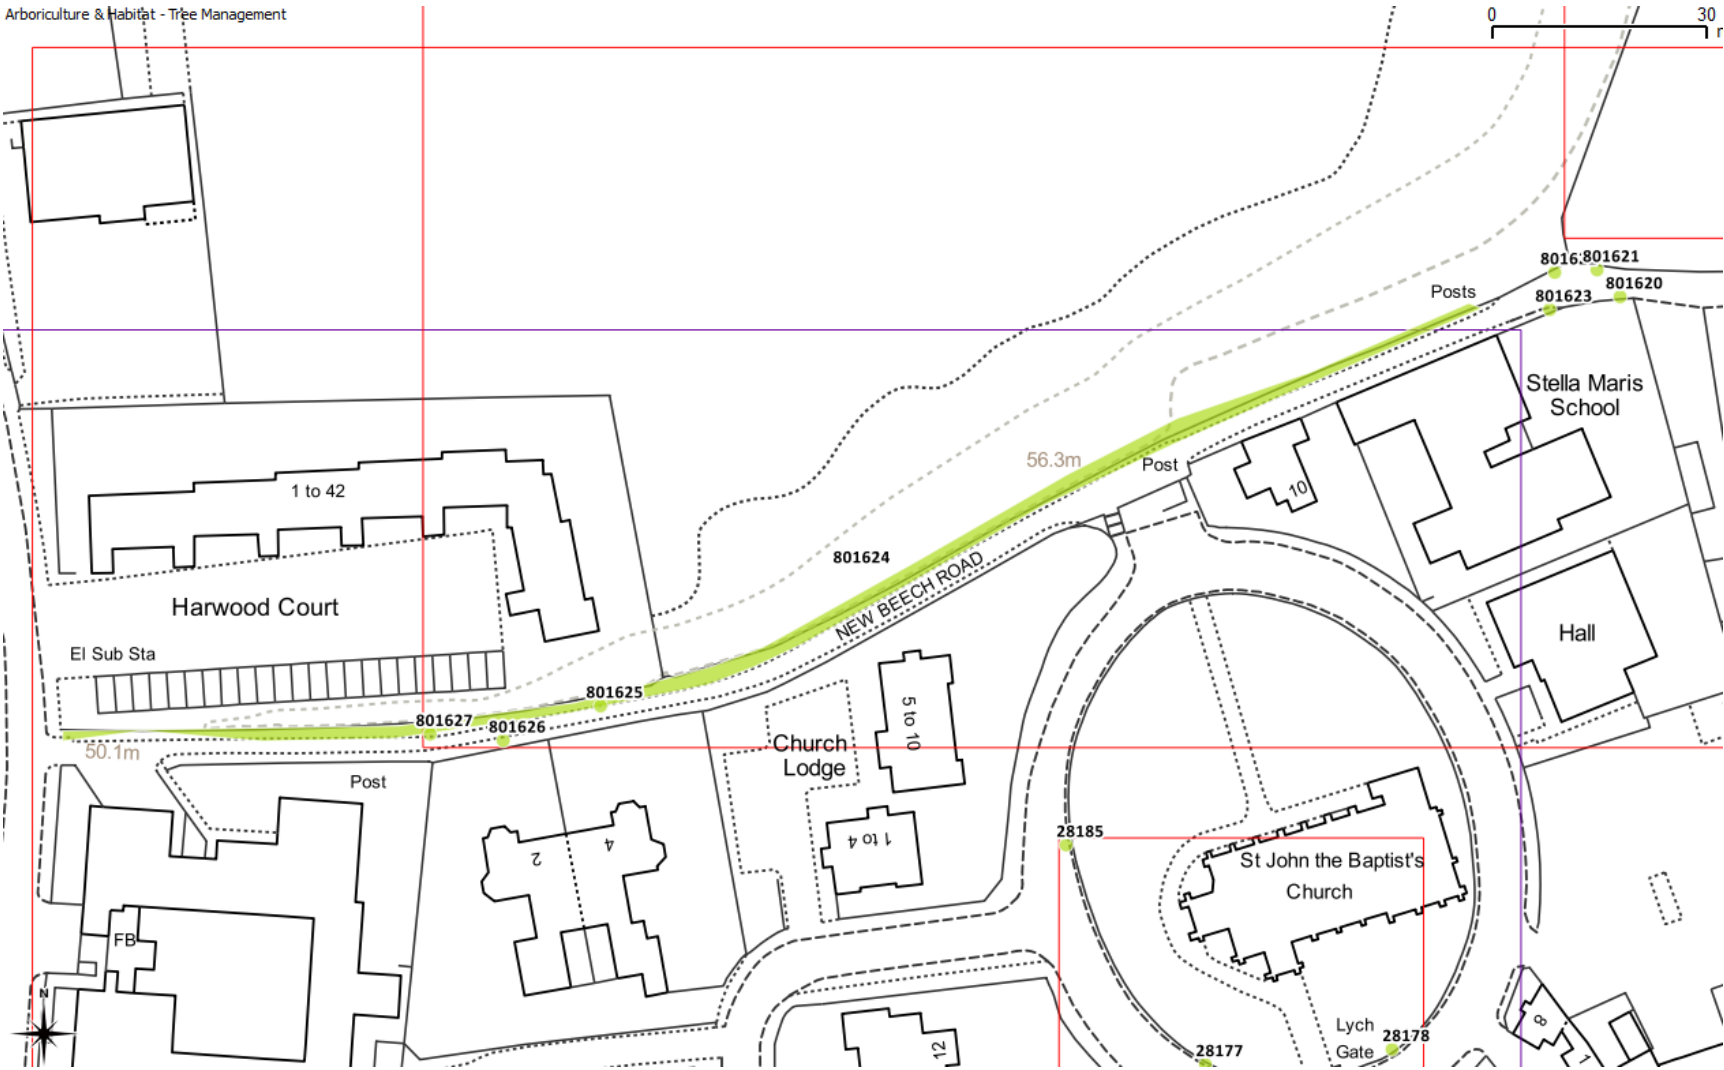 Arboriculture & Habitat - Tree Management
0
30
8016
801621
801620
Posts
801623
Stella Maris
School
56.3m
Post
10
1 to 42
801624
NEW BEECH ROAD
Harwood Court
Hall
El Sub Sta
801625
801627
801626
5 to 10
50.1m
Church
Lodge
Post
2
4
1 to 4
28185
St John the Baptist's
Church
FB
N
Lych
Gate
28178
28177
12
8
1